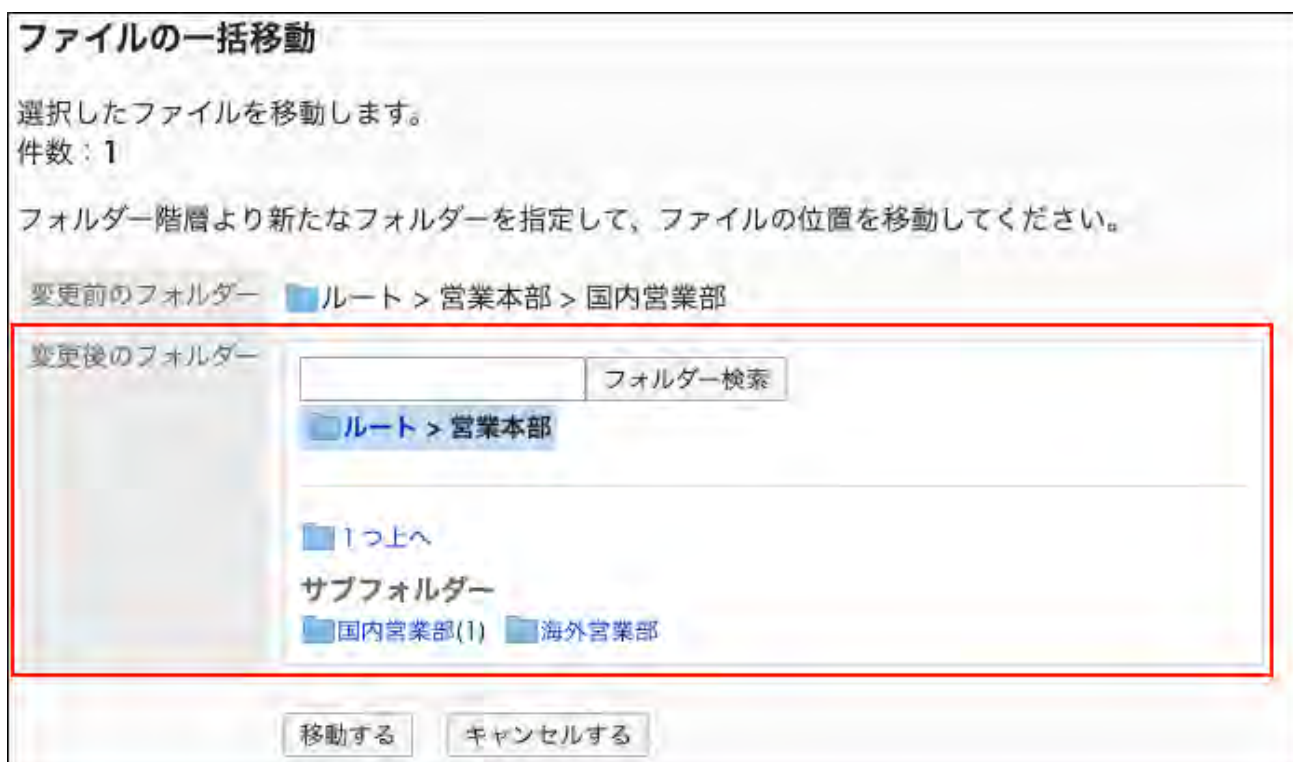 ファイルの一括移動
選択したファイルを移動します。
件数：1
フォルダー階層より新たなフォルダーを指定して、ファイルの位置を移動してください。
変更前のフォルダー ルート > 営業本部 > 国内営業部
変更後のフォルダー
フォルダー検索
ルート > 営業本部
1つ上へ
サブフォルダー
国内営業部(1) 海外営業部
移動する キャンセルする